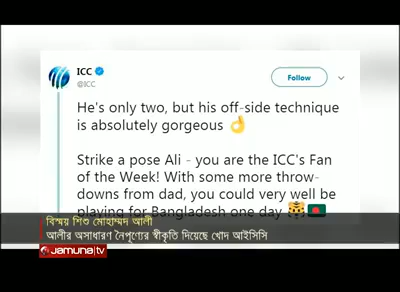 ICC
@ICC
Follow
He's only two, but his off-side technique
is absolutely gorgeous 👌
Strike a pose Ali - you are the ICC's Fan
of the Week! With some more throw-
downs from dad, you could very well be
playing for Bangladesh one day 🐯🇧🇩
বিস্ময় শিশু মোহাম্মদ আলী
আলীর অসাধারণ নৈপুণ্যের স্বীকৃতি দিয়েছে খোদ আইসিসি
Jamuna tv